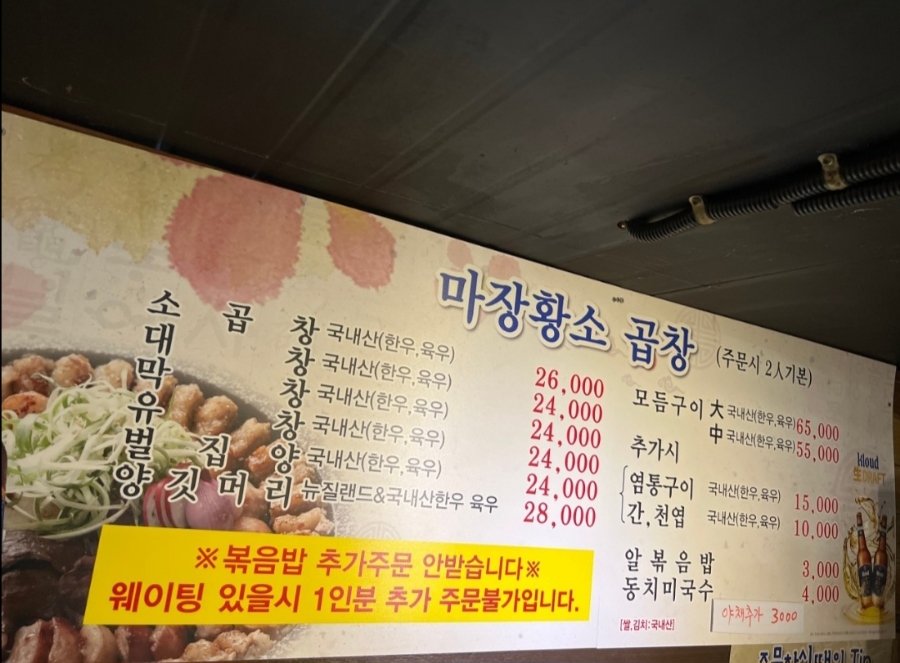 마장황소 곱창 (주문시 2人기본)
소 곱 창 국내산(한우,육우) 26,000
대 창 국내산(한우,육우) 24,000
막 창 국내산(한우,육우) 24,000
유 창 국내산(한우,육우) 24,000
벌 집 양 국내산(한우,육우) 24,000
양 깃 머 리 뉴질랜드&국내산한우 육우 28,000
※볶음밥 추가주문 안받습니다※
웨이팅 있을시 1인분 추가 주문불가입니다.
모듬구이 大 국내산(한우,육우) 65,000
中 국내산(한우,육우) 55,000
추가시
염통구이 국내산(한우,육우) 15,000
간,천엽 국내산(한우,육우) 10,000
알볶음밥 3,000
동치미국수 4,000
[쌀,김치:국내산]
야채추가 3000
Kloud
生DRAFT